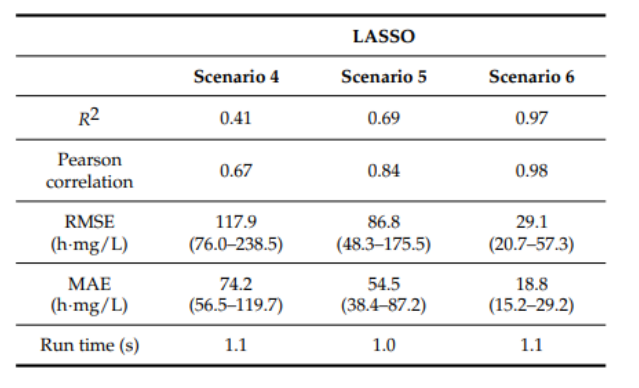 LASSO
Scenario 4 Scenario 5 Scenario 6
R² 0.41 0.69 0.97
Pearson
correlation 0.67 0.84 0.98
RMSE 117.9 86.8 29.1
(h·mg/L) (76.0–238.5) (48.3–175.5) (20.7–57.3)
MAE 74.2 54.5 18.8
(h·mg/L) (56.5–119.7) (38.4–87.2) (15.2–29.2)
Run time (s) 1.1 1.0 1.1